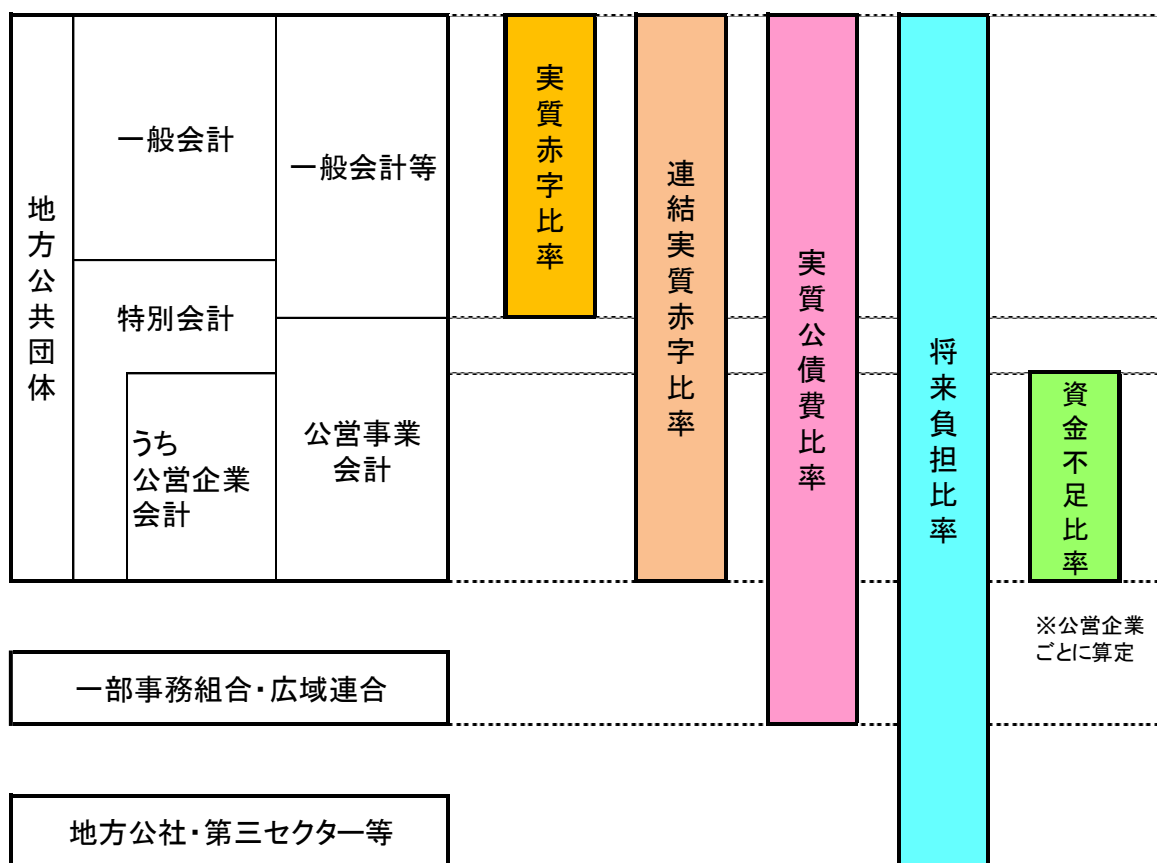 地方公共団体
一般会計
特別会計
うち
公営企業
会計
一般会計等
公営事業
会計
実質赤字比率
連結実質赤字比率
実質公債費比率
将来負担比率
資金不足比率
※公営企業
ごとに算定
一部事務組合・広域連合
地方公社・第三セクター等